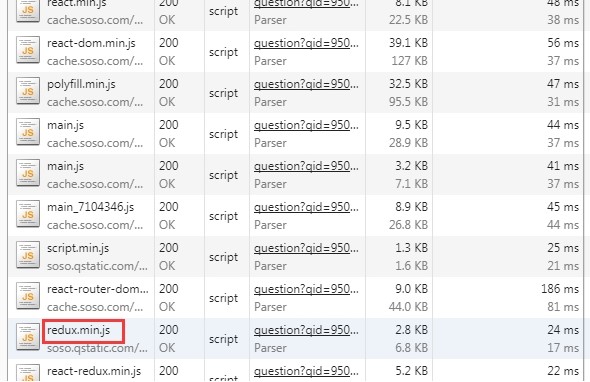 react.min.js 200 script question?qid=950... 8.1 KB 48 ms
cache.soso.com/... OK Parser 22.5 KB 38 ms
JS react-dom.min.js 200 script question?qid=950... 39.1 KB 56 ms
cache.soso.com/... OK Parser 127 KB 37 ms
JS polyfill.min.js 200 script question?qid=950... 32.5 KB 47 ms
cache.soso.com/... OK Parser 95.5 KB 31 ms
JS main.js 200 script question?qid=950... 9.5 KB 44 ms
cache.soso.com/... OK Parser 28.9 KB 37 ms
JS main.js 200 script question?qid=950... 3.2 KB 41 ms
cache.soso.com/... OK Parser 7.1 KB 37 ms
JS main_7104346.js 200 script question?qid=950... 8.9 KB 45 ms
cache.soso.com/... OK Parser 26.8 KB 44 ms
JS script.min.js 200 script question?qid=950... 1.3 KB 25 ms
soso.qstatic.com/... OK Parser 1.6 KB 21 ms
JS react-router-dom... 200 script question?qid=950... 9.0 KB 186 ms
cache.soso.com/... OK Parser 44.0 KB 81 ms
JS redux.min.js 200 script question?qid=950... 2.8 KB 24 ms
soso.qstatic.com/... OK Parser 6.8 KB 17 ms
JS react-redux.min.js 200 script question?qid=950... 5.2 KB 22 ms